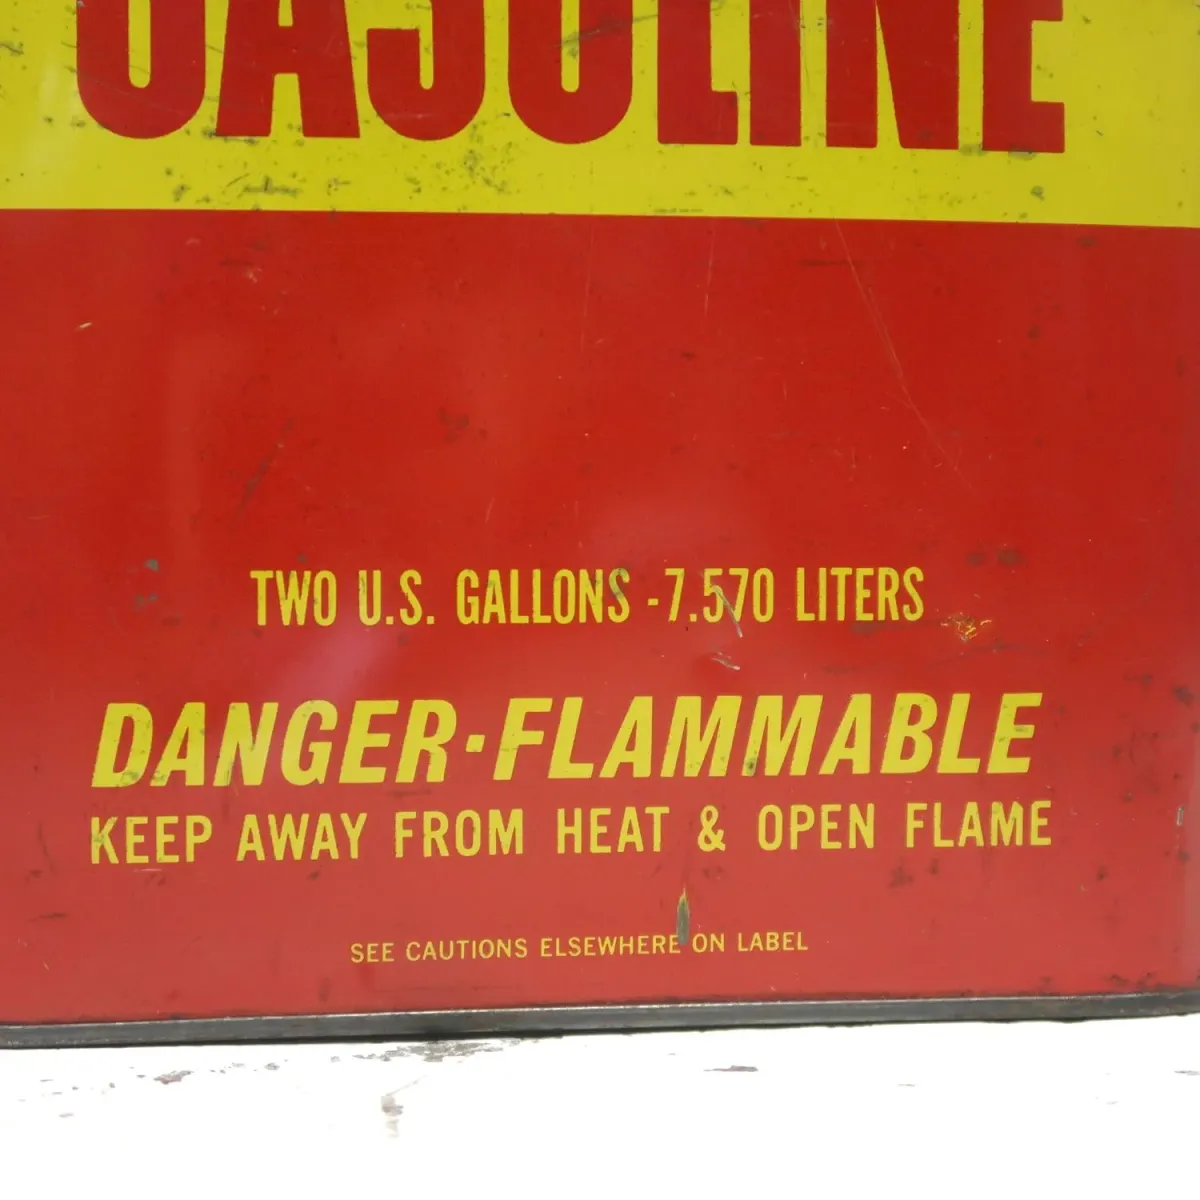 GASOLINE
TWO U.S. GALLONS - 7.570 LITERS
DANGER-FLAMMABLE
KEEP AWAY FROM HEAT & OPEN FLAME
SEE CAUTIONS ELSEWHERE ON LABEL